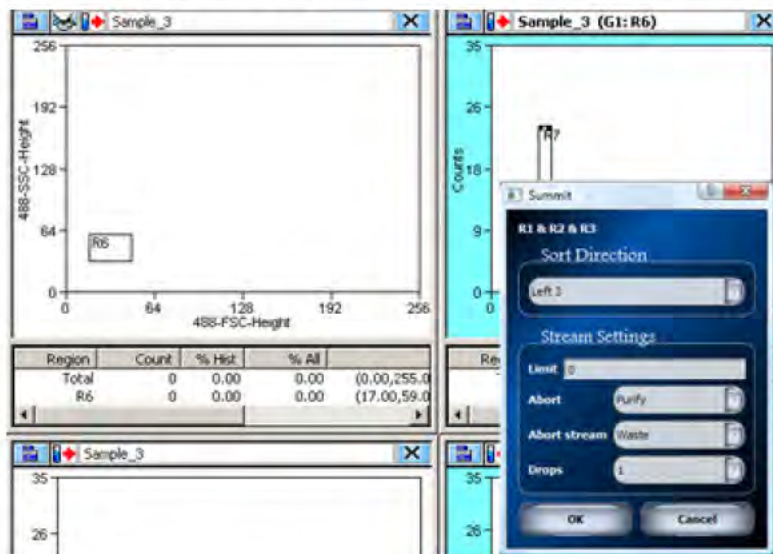 Sample_3
256
192
128
64
0
488-SSC-Height
R6
0 64 128 192 256
488-FSC-Height
Region Count % Hist % All
Total 0 0.00 0.00 (0.00,255.0
R6 0 0.00 0.00 (17.00,59.0
Sample_3
35
26
Sample_3 (G1: R6)
35
26
18
9
0
Counts
R7
Re
T
35
26
Summit
R1 & R2 & R3
Sort Direction
Left 3
Stream Settings
Limit 0
Abort Purify
Abort stream Waste
Drops 1
OK Cancel